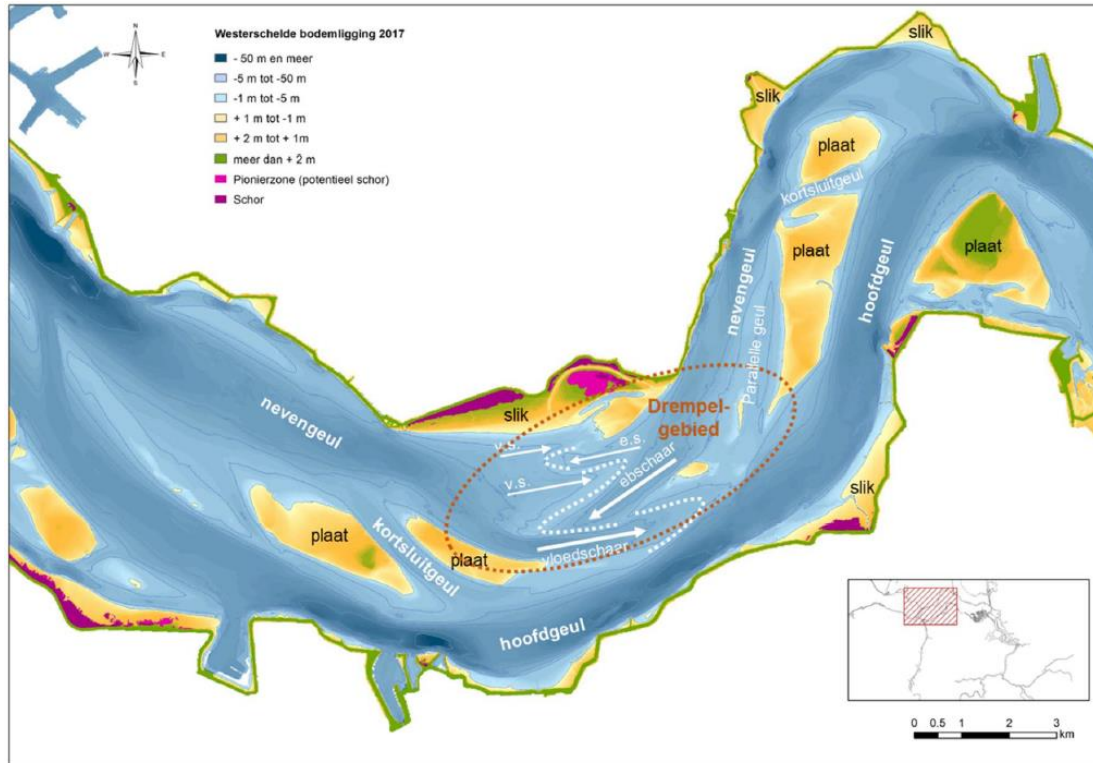 Westerschelde bodemligging 2017
- 50 m en meer
-5 m tot -50 m
-1 m tot -5 m
+ 1 m tot -1 m
+ 2 m tot + 1m
meer dan + 2 m
Pionierzone (potentieel schor)
Schor
N
W
E
S
slik
slik
plaat
kortsluitgeul
plaat
plaat
nevengeul
hoofdgeul
Parallelle geul
nevengeul
slik
Drempel-
gebied
v.s.
e.s.
v.s.
ebschaar
vloedschaar
slik
plaat
kortsluitgeul
plaat
hoofdgeul
0 0.5 1 2 3
km